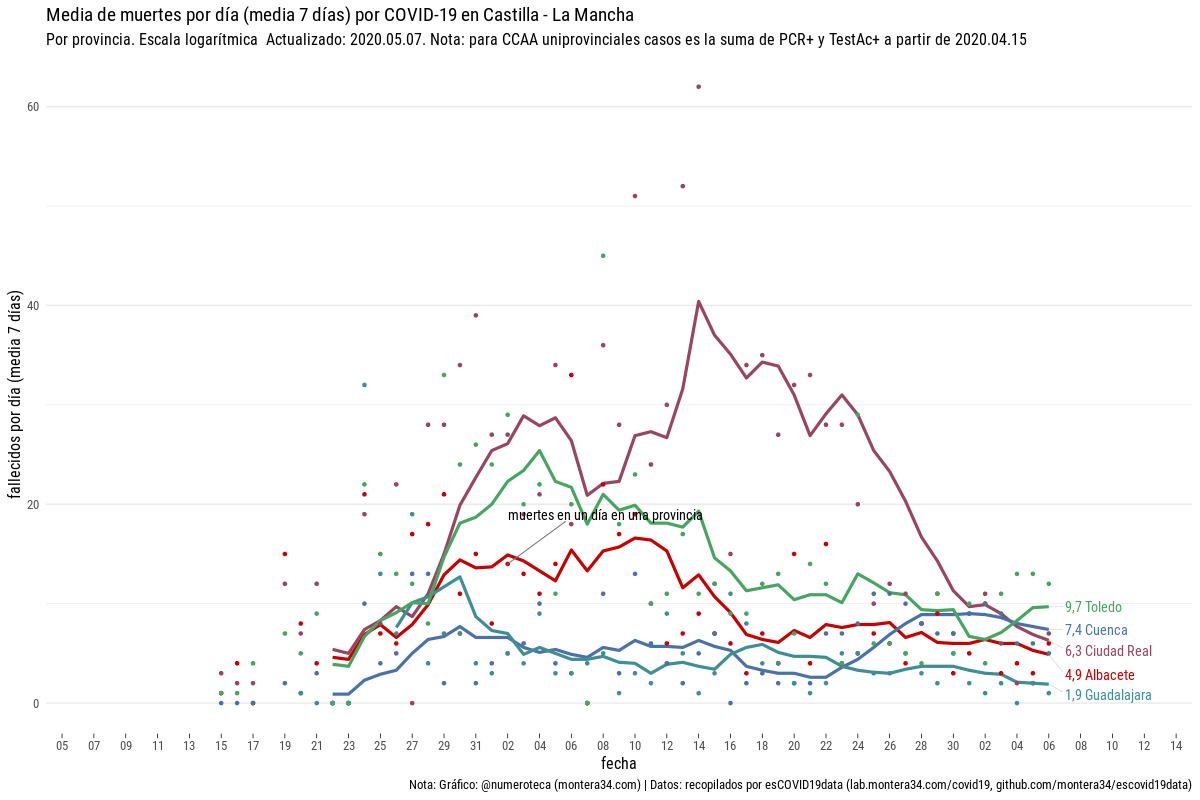 Media de muertes por día (media 7 días) por COVID-19 en Castilla - La Mancha
Por provincia. Escala logarítmica  Actualizado: 2020.05.07. Nota: para CCAA uniprovinciales casos es la suma de PCR+ y TestAc+ a partir de 2020.04.15
fallecidos por día (media 7 días)
60
40
20
0
muertes en un día en una provincia
9,7 Toledo
7,4 Cuenca
6,3 Ciudad Real
4,9 Albacete
1,9 Guadalajara
05 07 09 11 13 15 17 19 21 23 25 27 29 31 02 04 06 08 10 12 14 16 18 20 22 24 26 28 30 02 04 06 08 10 12 14
fecha
Nota: Gráfico: @numeroteca (montera34.com) | Datos: recopilados por esCOVID19data (lab.montera34.com/covid19, github.com/montera34/escovid19data)